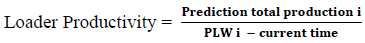 Loader Productivity = Prediction total production i
PLW i − current time